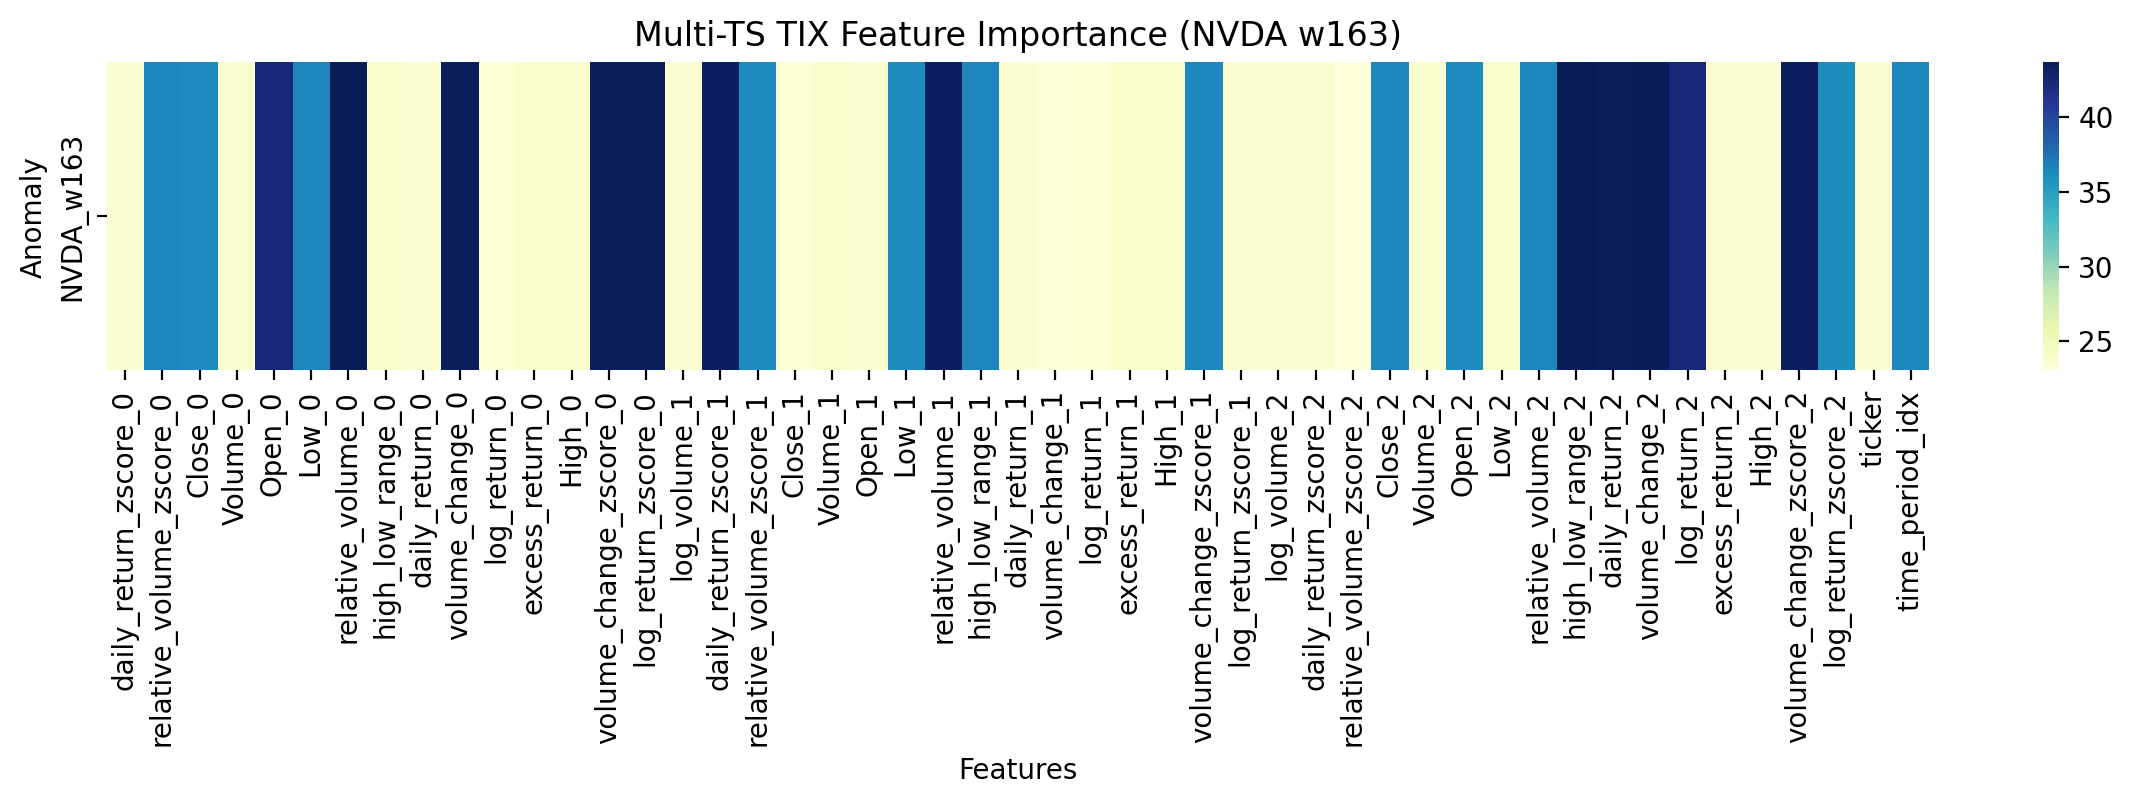 Multi-TS TIX Feature Importance (NVDA w163)
Anomaly
NVDA_w163
40
35
30
25
daily_return_zscore_0
relative_volume_zscore_0
Close_0
Volume_0
Open_0
Low_0
relative_volume_0
high_low_range_0
daily_return_0
volume_change_0
log_return_0
excess_return_0
High_0
volume_change_zscore_0
log_return_zscore_0
log_volume_1
daily_return_zscore_1
relative_volume_zscore_1
Close_1
Volume_1
Open_1
Low_1
relative_volume_1
high_low_range_1
daily_return_1
volume_change_1
log_return_1
excess_return_1
High_1
volume_change_zscore_1
log_return_zscore_1
log_volume_2
daily_return_zscore_2
relative_volume_zscore_2
Close_2
Volume_2
Open_2
Low_2
relative_volume_2
high_low_range_2
daily_return_2
volume_change_2
log_return_2
excess_return_2
High_2
volume_change_zscore_2
log_return_zscore_2
ticker
time_period_idx
Features